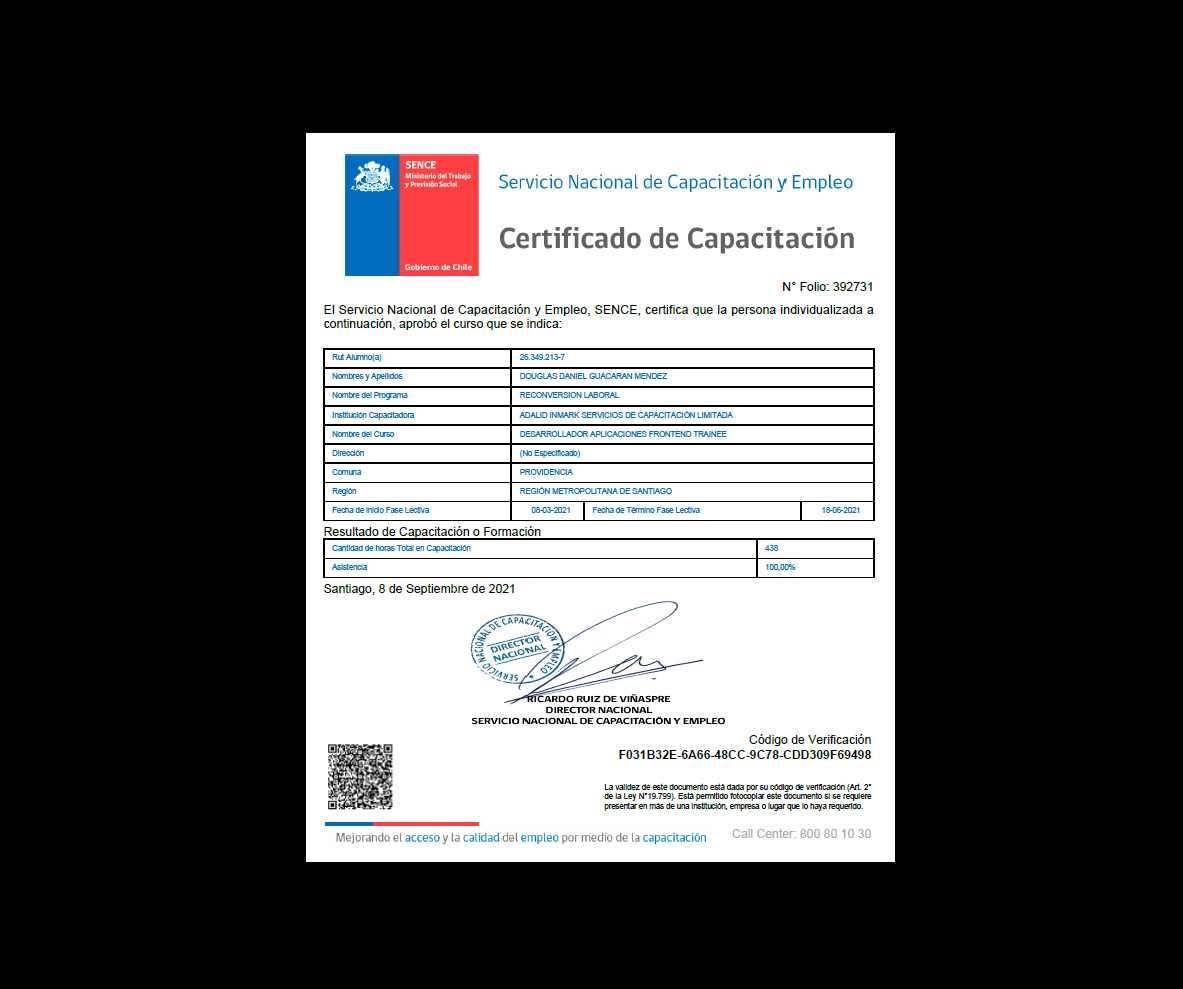 SENCE
Ministerio del Trabajo
y Previsión Social
Gobierno de Chile
Servicio Nacional de Capacitación y Empleo
Certificado de Capacitación
N° Folio: 392731
El Servicio Nacional de Capacitación y Empleo, SENCE, certifica que la persona individualizada a
continuación, aprobó el curso que se indica:
Rut Alumno(a) 26.349.213-7
Nombres y Apellidos DOUGLAS DANIEL GUACARAN MENDEZ
Nombre del Programa RECONVERSION LABORAL
Institución Capacitadora ADALID INMARK SERVICIOS DE CAPACITACIÓN LIMITADA
Nombre del Curso DESARROLLADOR APLICACIONES FRONTEND TRAINEE
Dirección (No Especificado)
Comuna PROVIDENCIA
Región REGIÓN METROPOLITANA DE SANTIAGO
Fecha de Inicio Fase Lectiva 08-03-2021 Fecha de Término Fase Lectiva 18-06-2021
Resultado de Capacitación o Formación
Cantidad de horas Total en Capacitación 438
Asistencia 100,00%
Santiago, 8 de Septiembre de 2021
SERVICIO NACIONAL DE CAPACITACIÓN Y EMPLEO
DIRECTOR
NACIONAL
RICARDO RUIZ DE VIÑASPRE
DIRECTOR NACIONAL
SERVICIO NACIONAL DE CAPACITACIÓN Y EMPLEO
Código de Verificación
F031B32E-6A66-48CC-9C78-CDD309F69498
La validez de este documento está dada por su código de verificación (Art. 2°
de la Ley N°19.799). Está permitido fotocopiar este documento si se requiere
presentar en más de una institución, empresa o lugar que lo haya requerido.
Mejorando el acceso y la calidad del empleo por medio de la capacitación
Call Center: 800 80 10 30